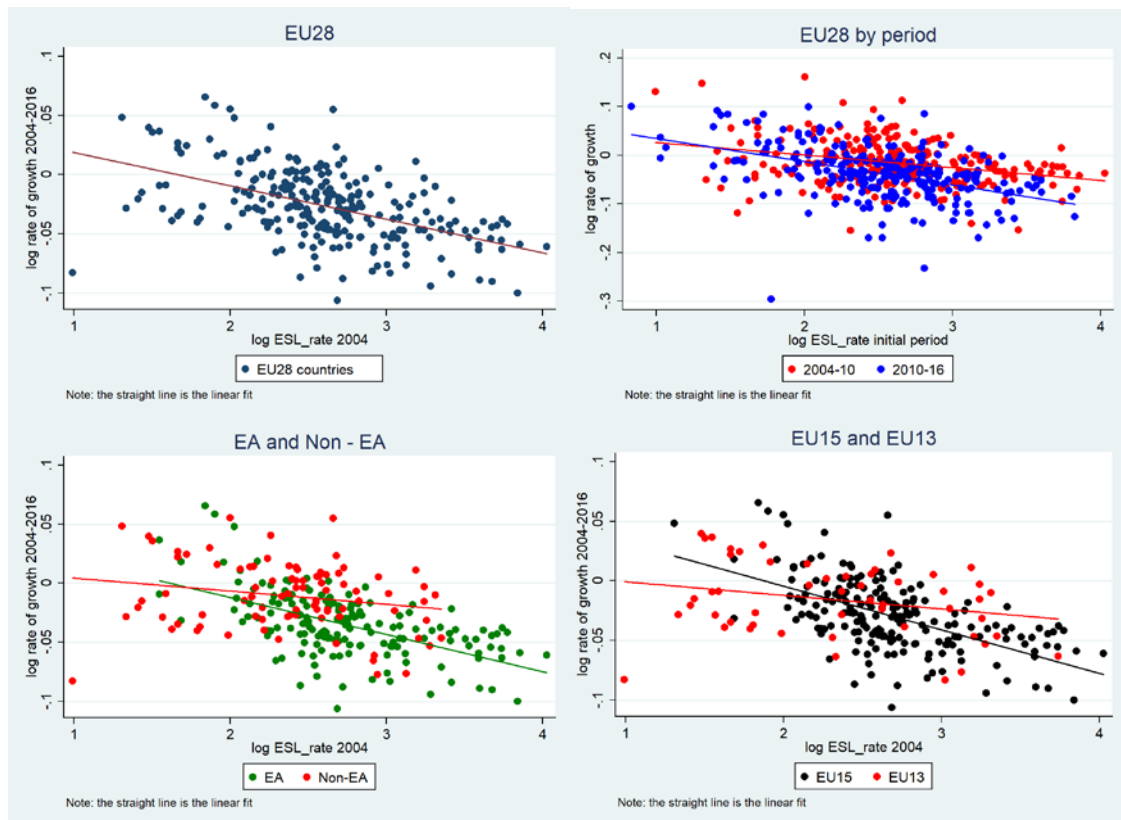 EU28
log rate of growth 2004-2016
.1
.05
0
-.05
-.1
1
2
3
4
log ESL_rate 2004
EU28 countries
Note: the straight line is the linear fit
EU28 by period
log rate of growth
.2
.1
0
-.1
-.2
-.3
1
2
3
4
log ESL_rate initial period
2004-10
2010-16
Note: the straight line is the linear fit
EA and Non - EA
log rate of growth 2004-2016
.1
.05
0
-.05
-.1
1
2
3
4
log ESL_rate 2004
EA
Non-EA
Note: the straight line is the linear fit
EU15 and EU13
log rate of growth 2004-2016
.1
.05
0
-.05
-.1
1
2
3
4
log ESL_rate 2004
EU15
EU13
Note: the straight line is the linear fit